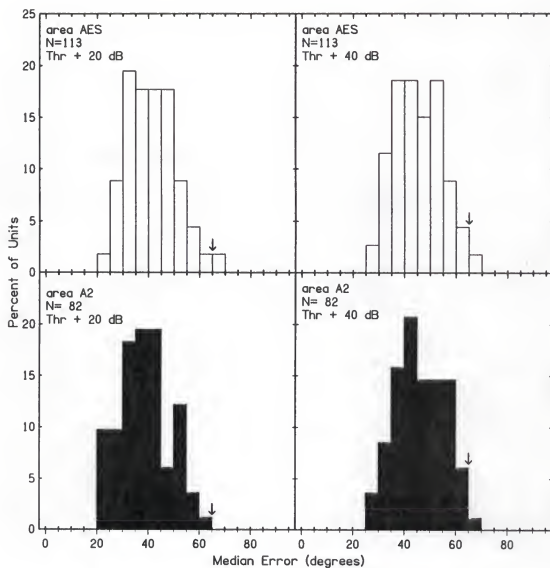 25
area AES
N=113
Thr + 20 dB
area AES
N=113
Thr + 40 dB
20
15
10
5
0
Percent of Units
area A2
N= 82
Thr + 20 dB
area A2
N= 82
Thr + 40 dB
20
15
10
5
0
0 20 40 60 80 0 20 40 60 80
Median Error (degrees)